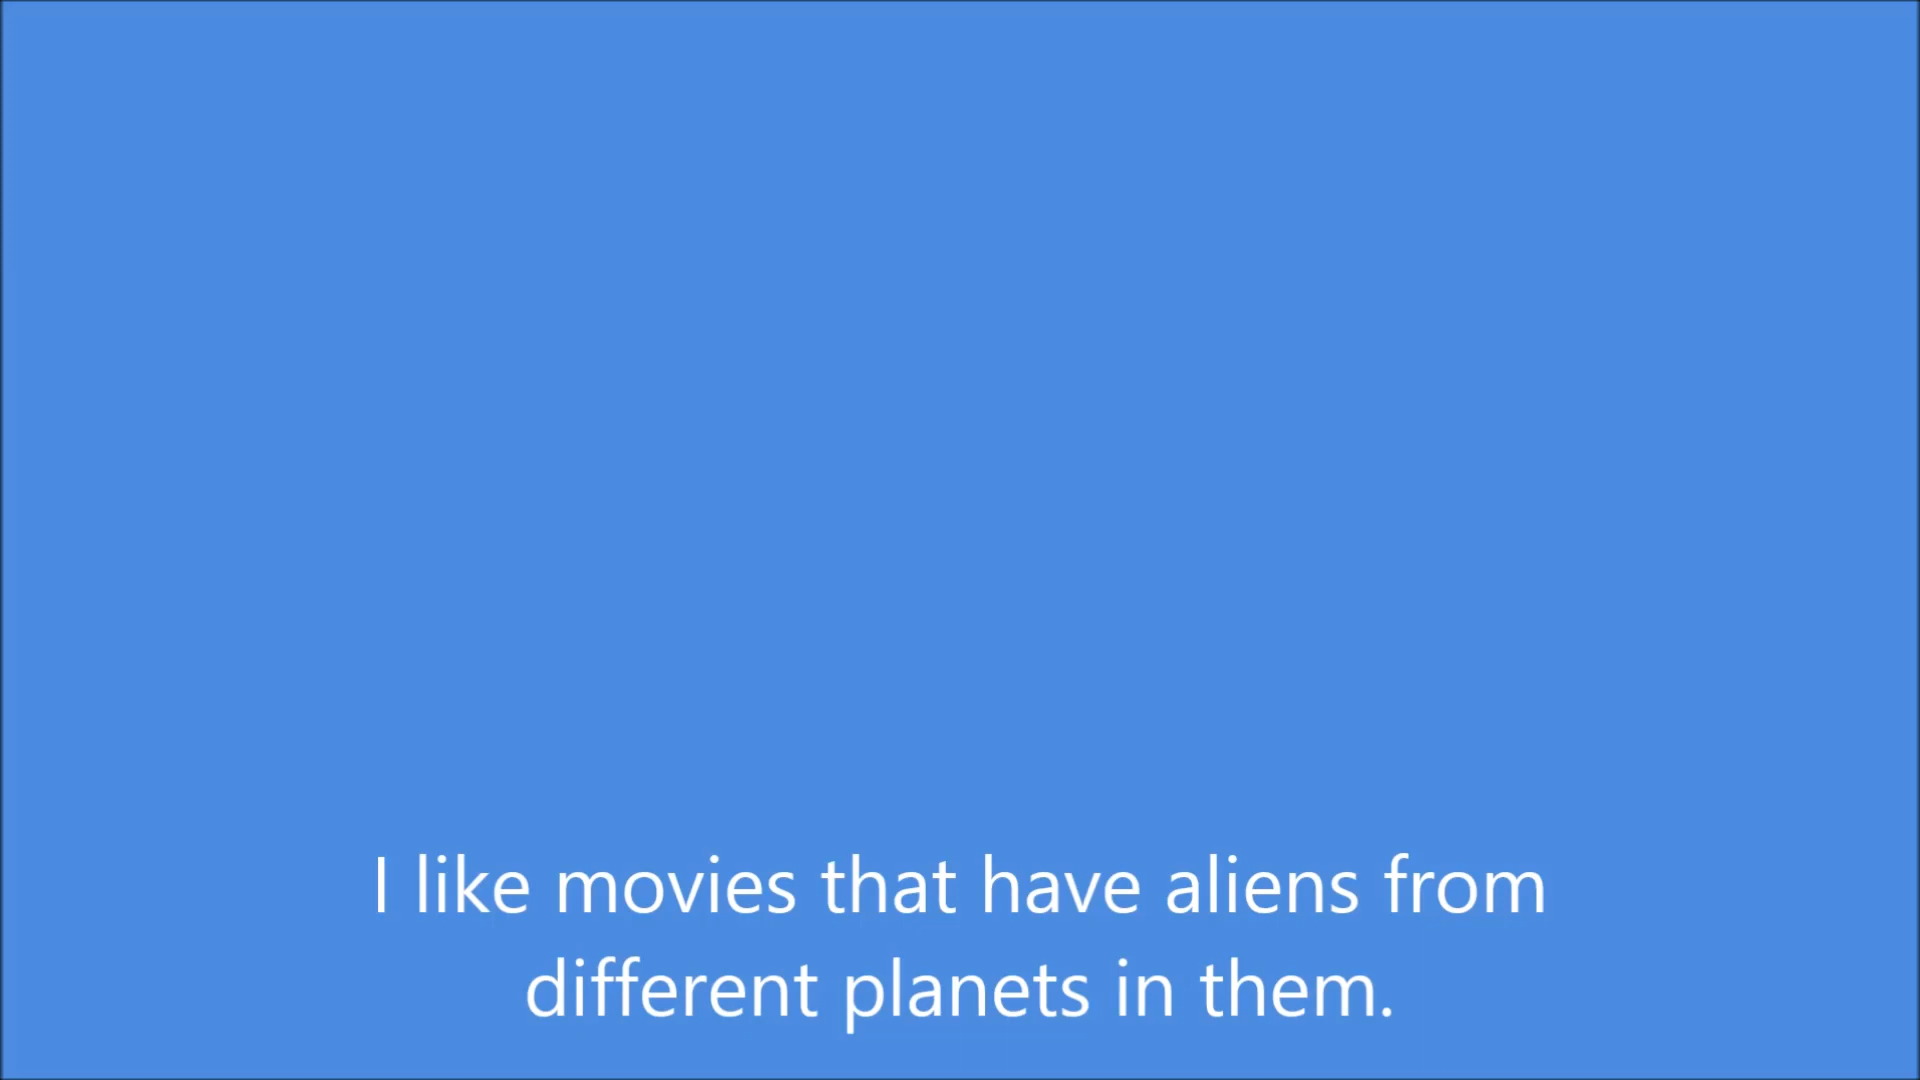 I like movies that have aliens from
different planets in them.